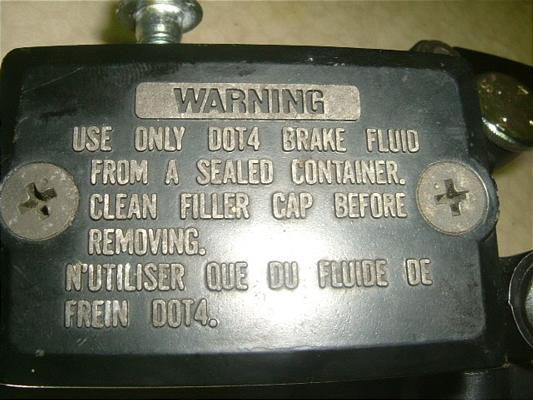 WARNING
USE ONLY DOT4 BRAKE FLUID
FROM A SEALED CONTAINER.
CLEAN FILLER CAP BEFORE
REMOVING.
N'UTILISER QUE DU FLUIDE DE
FREIN DOT4.